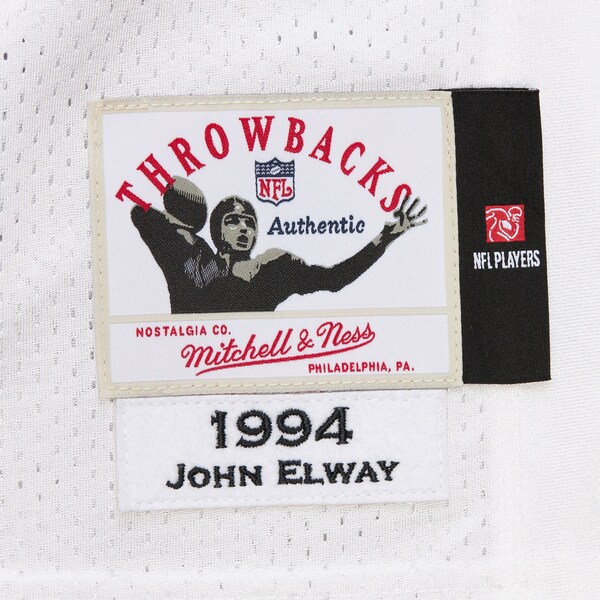 THROWBACKS
NFL
Authentic
NFL PLAYERS
NOSTALGIA CO.
Mitchell & Ness
PHILADELPHIA, PA.
1994
JOHN ELWAY